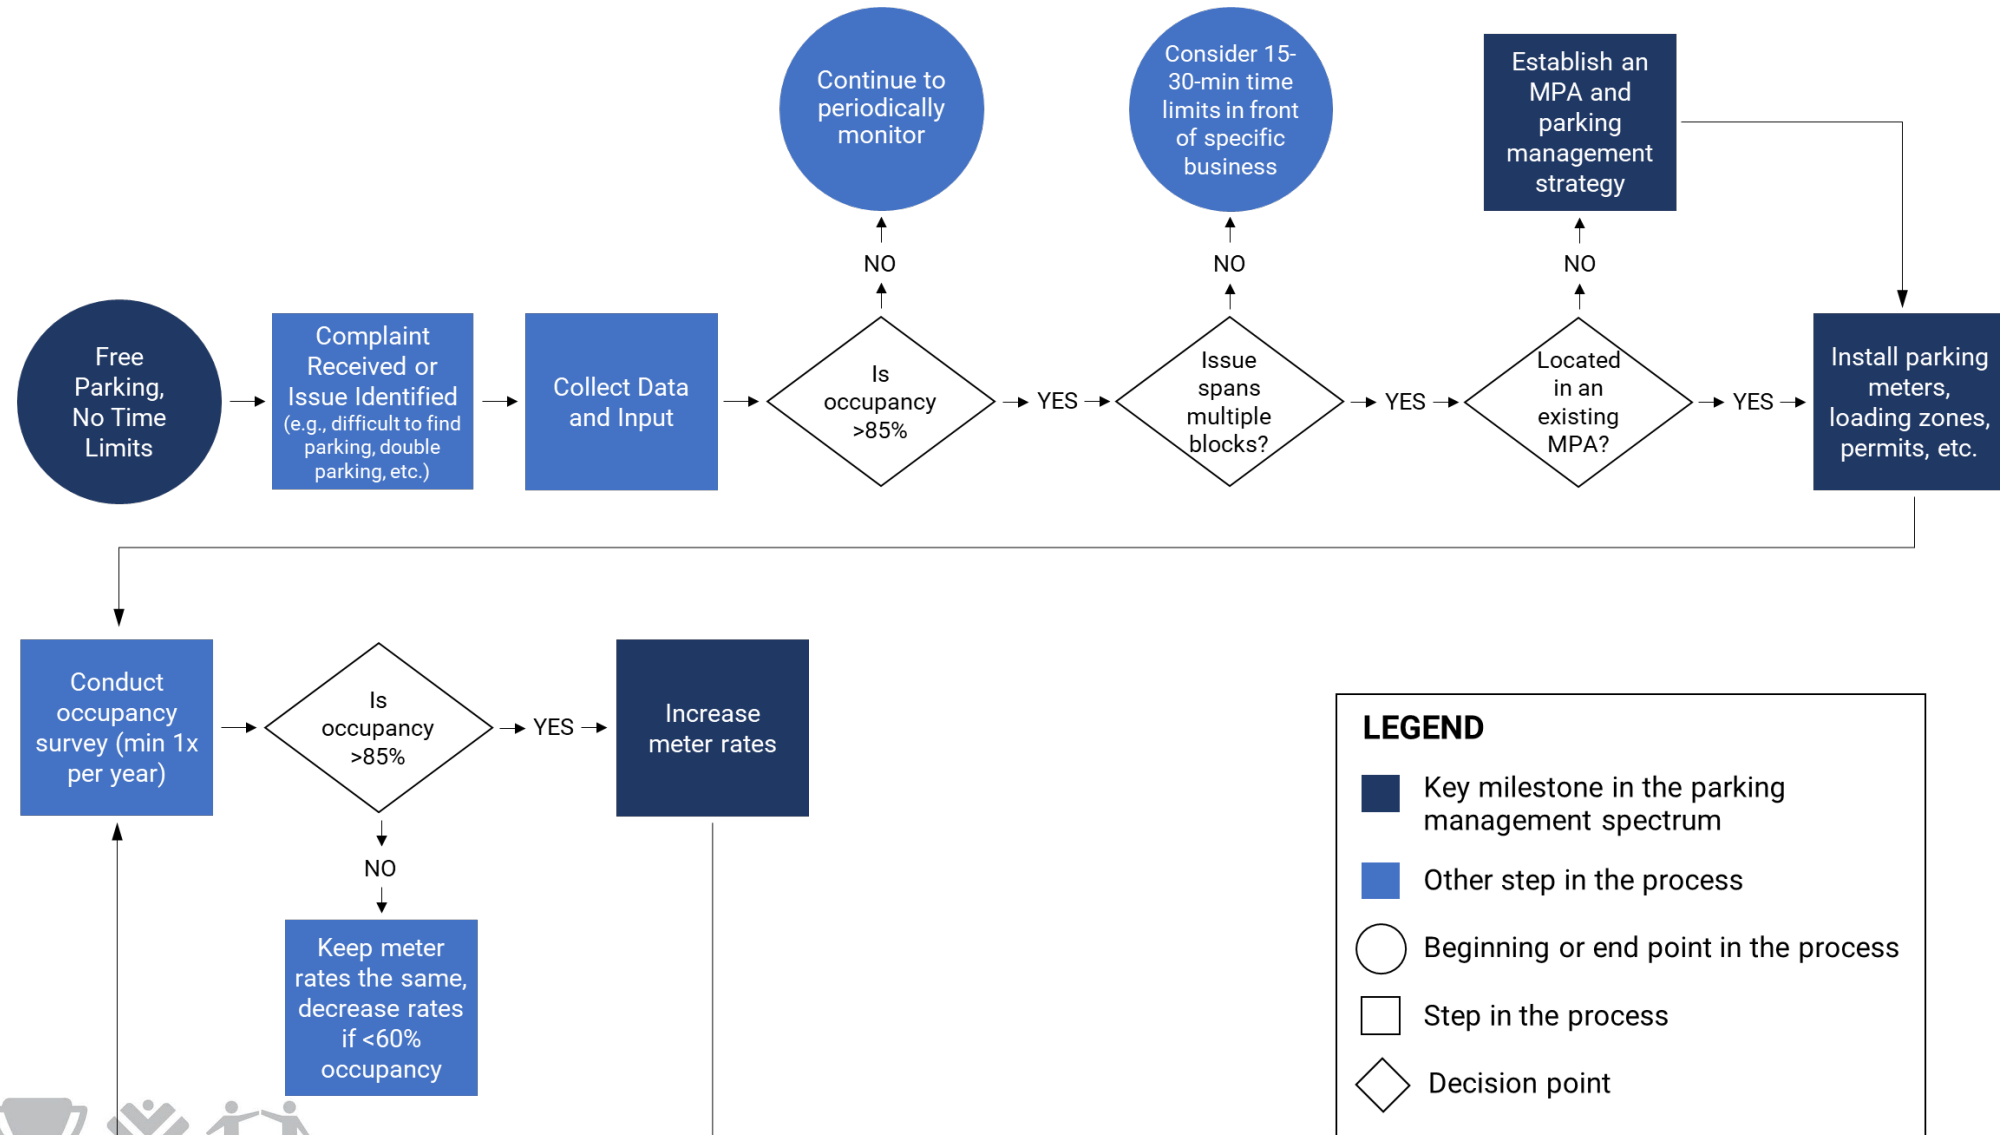 Continue to
periodically
monitor
Consider 15-
30-min time
limits in front
of specific
business
Establish an
MPA and
parking
management
strategy
NO
NO
NO
Free
Parking,
No Time
Limits
Complaint
Received or
Issue Identified
(e.g., difficult to find
parking, double
parking, etc.)
Collect Data
and Input
Is
occupancy
>85%
YES
Issue
spans
multiple
blocks?
YES
Located
in an
existing
MPA?
YES
Install parking
meters,
loading zones,
permits, etc.
Conduct
occupancy
survey (min 1x
per year)
Is
occupancy
>85%
YES
Increase
meter rates
NO
Keep meter
rates the same,
decrease rates
if <60%
occupancy
LEGEND
Key milestone in the parking
management spectrum
Other step in the process
Beginning or end point in the process
Step in the process
Decision point